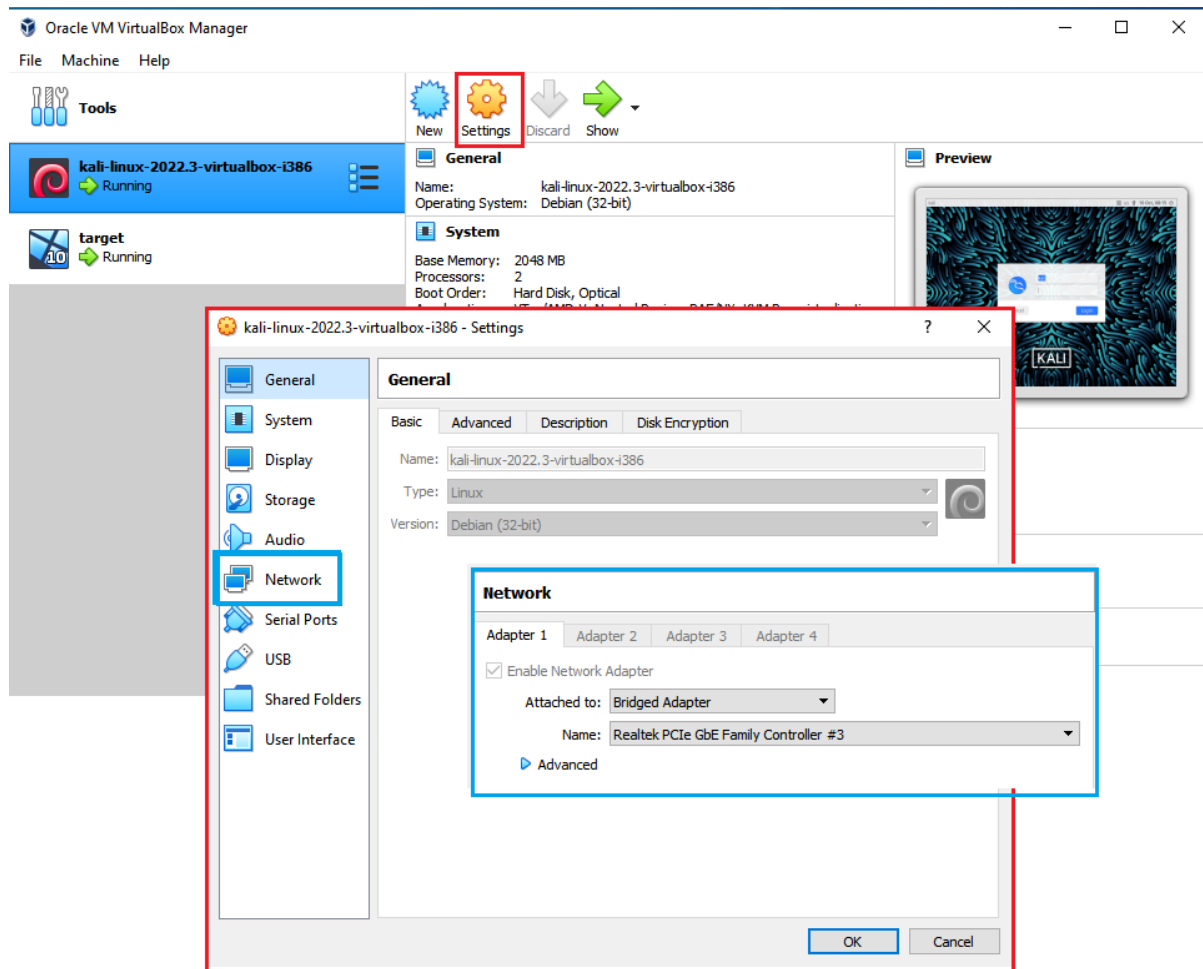 Oracle VM VirtualBox Manager
File Machine Help
Tools
New Settings Discard Show
kali-linux-2022.3-virtualbox-i386
Running
target
Running
10
General
Name: kali-linux-2022.3-virtualbox-i386
Operating System: Debian (32-bit)
System
Base Memory: 2048 MB
Processors: 2
Boot Order: Hard Disk, Optical
Preview
KALI
kali-linux-2022.3-virtualbox-i386 - Settings
?
General
System
Display
Storage
Audio
Network
Serial Ports
USB
Shared Folders
User Interface
General
Basic Advanced Description Disk Encryption
Name: kali-linux-2022.3-virtualbox-i386
Type: Linux
Version: Debian (32-bit)
Network
Adapter 1 Adapter 2 Adapter 3 Adapter 4
Enable Network Adapter
Attached to: Bridged Adapter
Name: Realtek PCIe GbE Family Controller #3
Advanced
OK Cancel